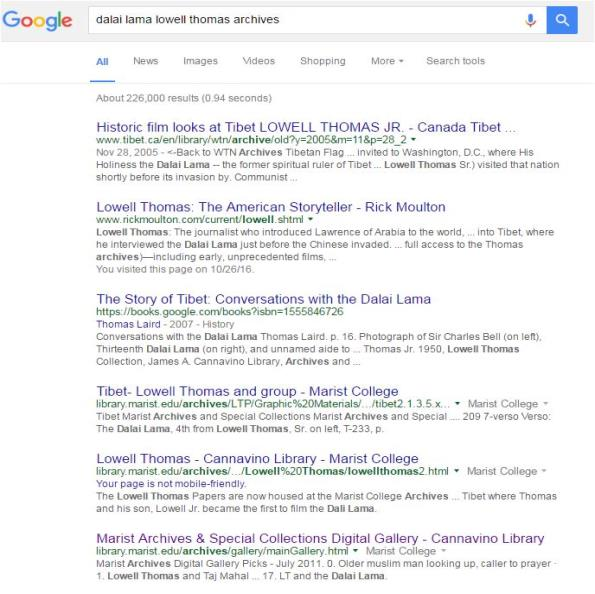 Google dalai lama lowell thomas archives
All News Images Videos Shopping More Search tools
About 226,000 results (0.94 seconds)
Historic film looks at Tibet LOWELL THOMAS JR. - Canada Tibet ...
www.tibet.ca/en/library/wtn/archive/old?y=2005&m=11&p=28_2
Nov 28, 2005 - <-Back to WTN Archives Tibetan Flag ... invited to Washington, D.C., where His
Holiness the Dalai Lama -- the former spiritual ruler of Tibet ... Lowell Thomas Sr.) visited that nation
shortly before its invasion by. Communist ...
Lowell Thomas: The American Storyteller - Rick Moulton
www.rickmoulton.com/current/lowell.shtml
Lowell Thomas: The journalist who introduced Lawrence of Arabia to the world, ... into Tibet, where
he interviewed the Dalai Lama just before the Chinese invaded. ... full access to the Thomas
archives)—including early, unprecedented films, ...
You visited this page on 10/26/16.
The Story of Tibet: Conversations with the Dalai Lama
https://books.google.com/books?isbn=1555846726
Thomas Laird - 2007 - History
Conversations with the Dalai Lama Thomas Laird. p. 16. Photograph of Sir Charles Bell (on left),
Thirteenth Dalai Lama (on right), and unnamed aide to ... Thomas Jr. 1950, Lowell Thomas
Collection, James A. Cannavino Library, Archives and ...
Tibet- Lowell Thomas and group - Marist College
library.marist.edu/archives/LTP/Graphic%20Materials/.../tibet2.1.3.5.x... Marist College
Tibet Marist Archives and Special Collections Marist Archives and Special .... 209 7-verso Verso:
The Dalai Lama, 4th from Lowell Thomas, Sr. on left, T-233, p.
Lowell Thomas - Cannavino Library - Marist College
library.marist.edu/archives/.../Lowell%20Thomas/lowellthomas2.html Marist College
Your page is not mobile-friendly.
The Lowell Thomas Papers are now housed at the Marist College Archives ... Tibet where Thomas
and his son, Lowell Jr. became the first to film the Dali Llama.
Marist Archives & Special Collections Digital Gallery - Cannavino Library
library.marist.edu/archives/gallery/mainGallery.html Marist College
Marist Archives Digital Gallery Picks - July 2011. 0. Older muslim man looking up, caller to prayer ·
1. Lowell Thomas and Taj Mahal ... 17. LT and the Dalai Lama.